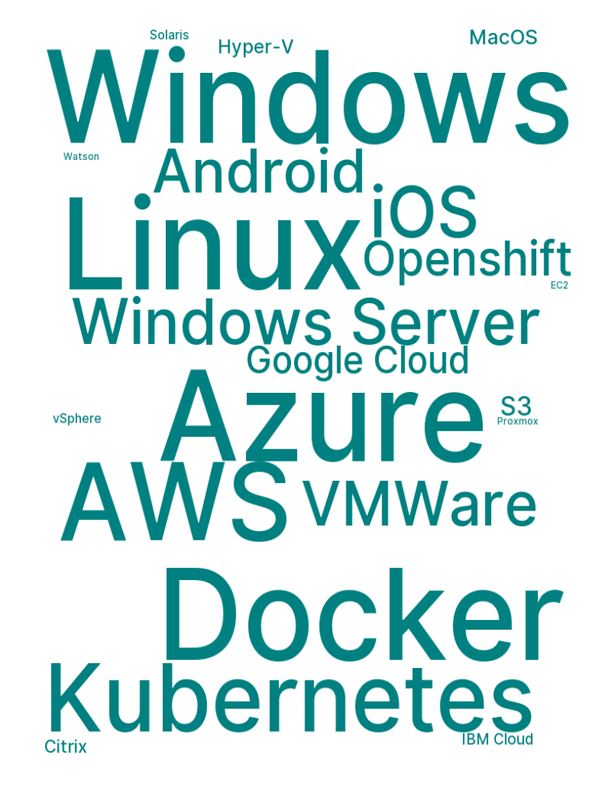 Solaris
Hyper-V
MacOS
Windows
Watson
Android
iOS
Linux
Openshift
EC2
Windows Server
Google Cloud
Azure
vSphere
S3
Proxmox
AWS
VMWare
Docker
Kubernetes
Citrix
IBM Cloud